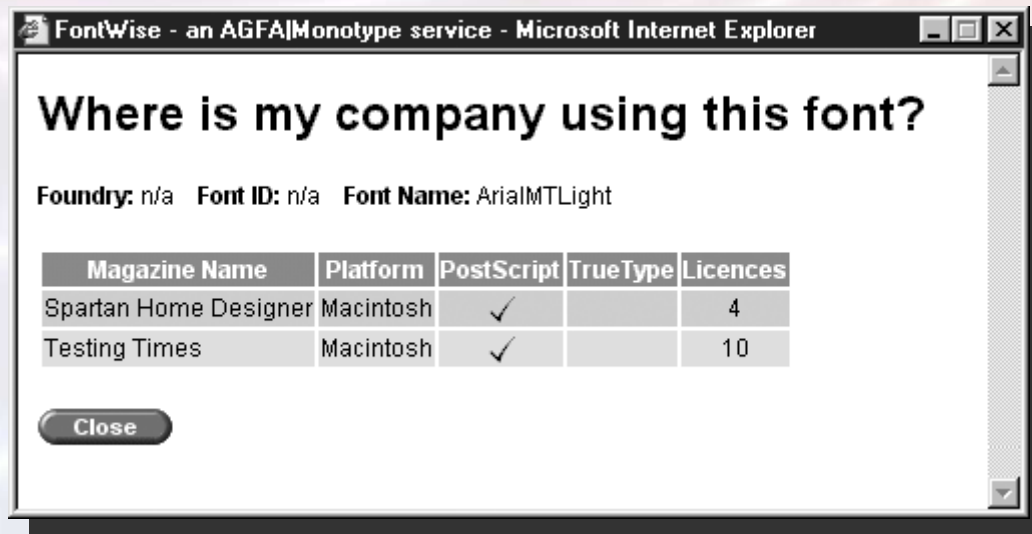 FontWise - an AGFA|Monotype service - Microsoft Internet Explorer
Where is my company using this font?
Foundry: n/a Font ID: n/a Font Name: ArialMTLight
Magazine Name Platform PostScript TrueType Licences
Spartan Home Designer Macintosh ✓ 4
Testing Times Macintosh ✓ 10
Close